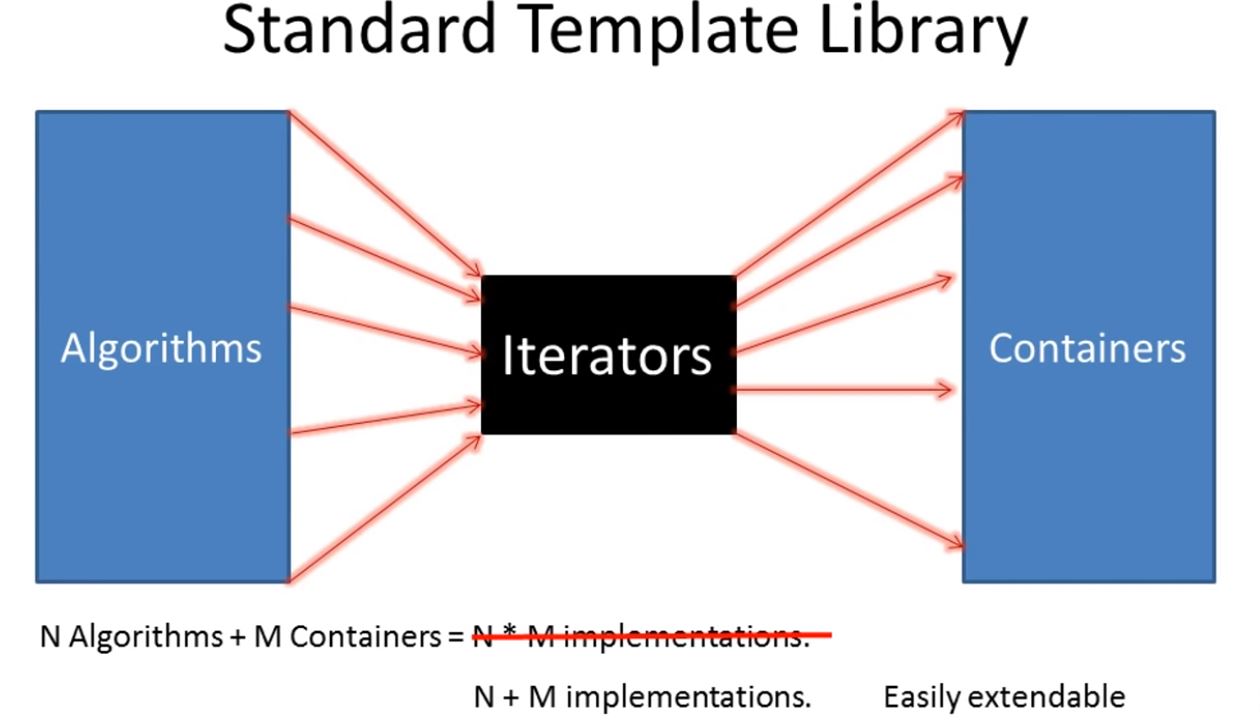 Standard Template Library
Algorithms
Iterators
Containers
N Algorithms + M Containers = N * M implementations.
N + M implementations.
Easily extendable